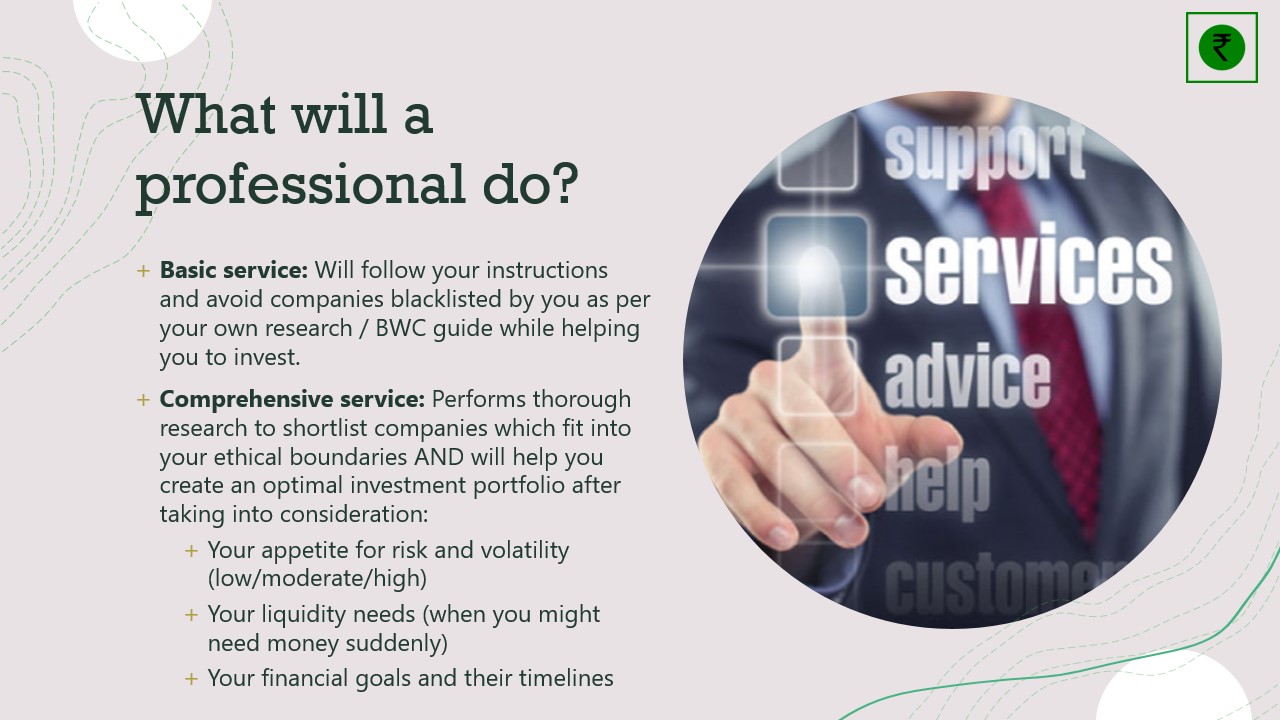 ₹
What will a
professional do?
+ Basic service: Will follow your instructions
and avoid companies blacklisted by you as per
your own research / BWC guide while helping
you to invest.
+ Comprehensive service: Performs thorough
research to shortlist companies which fit into
your ethical boundaries AND will help you
create an optimal investment portfolio after
taking into consideration:
+ Your appetite for risk and volatility
(low/moderate/high)
+ Your liquidity needs (when you might
need money suddenly)
+ Your financial goals and their timelines
support
services
advice
help
customer